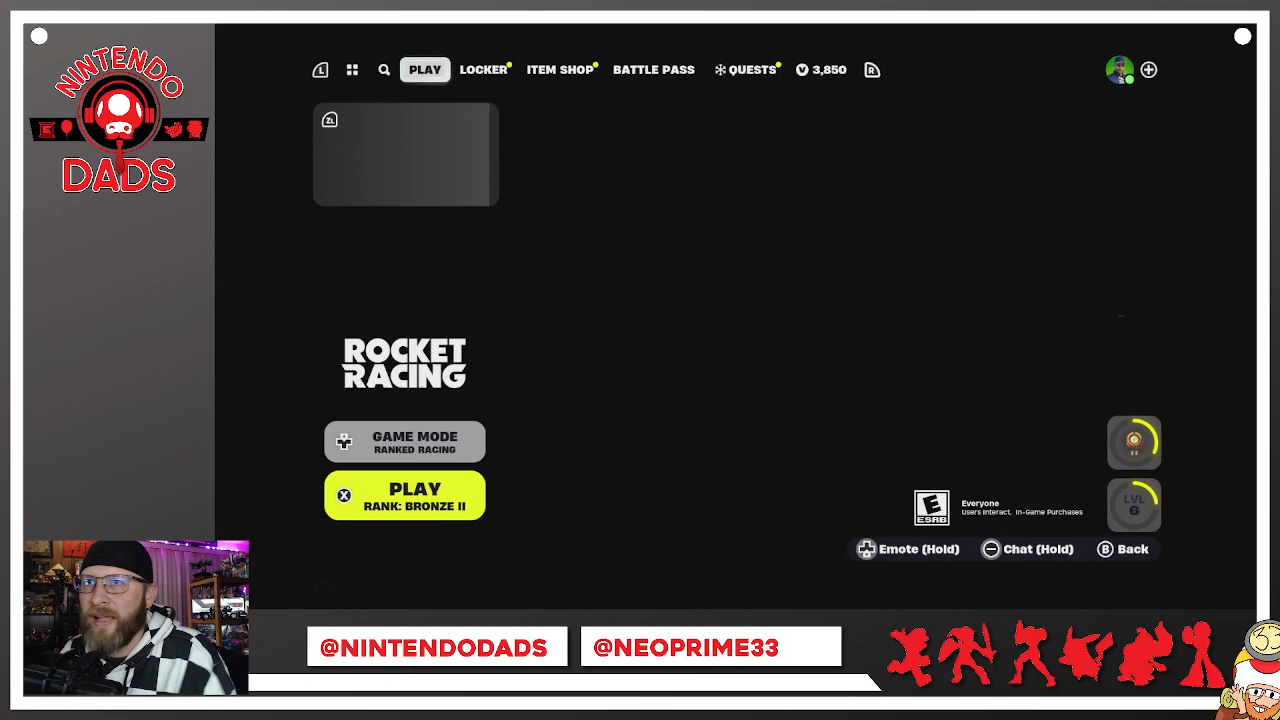 NINTENDO
DADS
L
PLAY
LOCKER
ITEM SHOP
BATTLE PASS
QUESTS
V 3,850
R
ZL
ROCKET
RACING
GAME MODE
RANKED RACING
X
PLAY
RANK: BRONZE II
E
ESRB
Everyone
Users Interact, In-Game Purchases
LVL
6
Emote (Hold)
Chat (Hold)
B Back
@NINTENDODADS
@NEOPRIME33